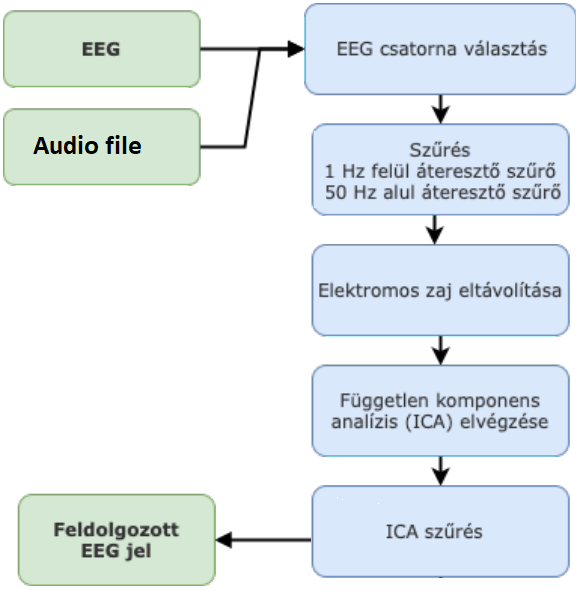 EEG
EEG csatorna választás
Audio file
Szűrés
1 Hz felül áteresztő szűrő
50 Hz alul áteresztő szűrő
Elektromos zaj eltávolítása
Független komponens
analízis (ICA) elvégzése
ICA szűrés
Feldolgozott
EEG jel